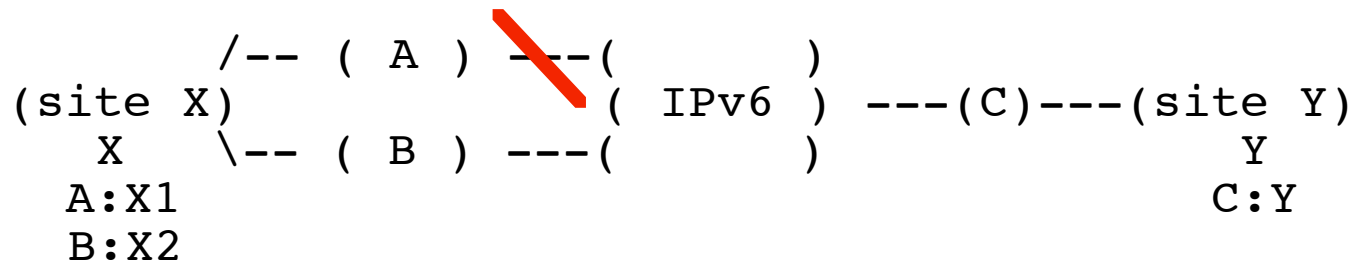 /-- ( A ) ---( )
(site X) ( IPv6 ) ---(C)---(site Y)
X \-- ( B ) ---( ) Y
A:X1 C:Y
B:X2